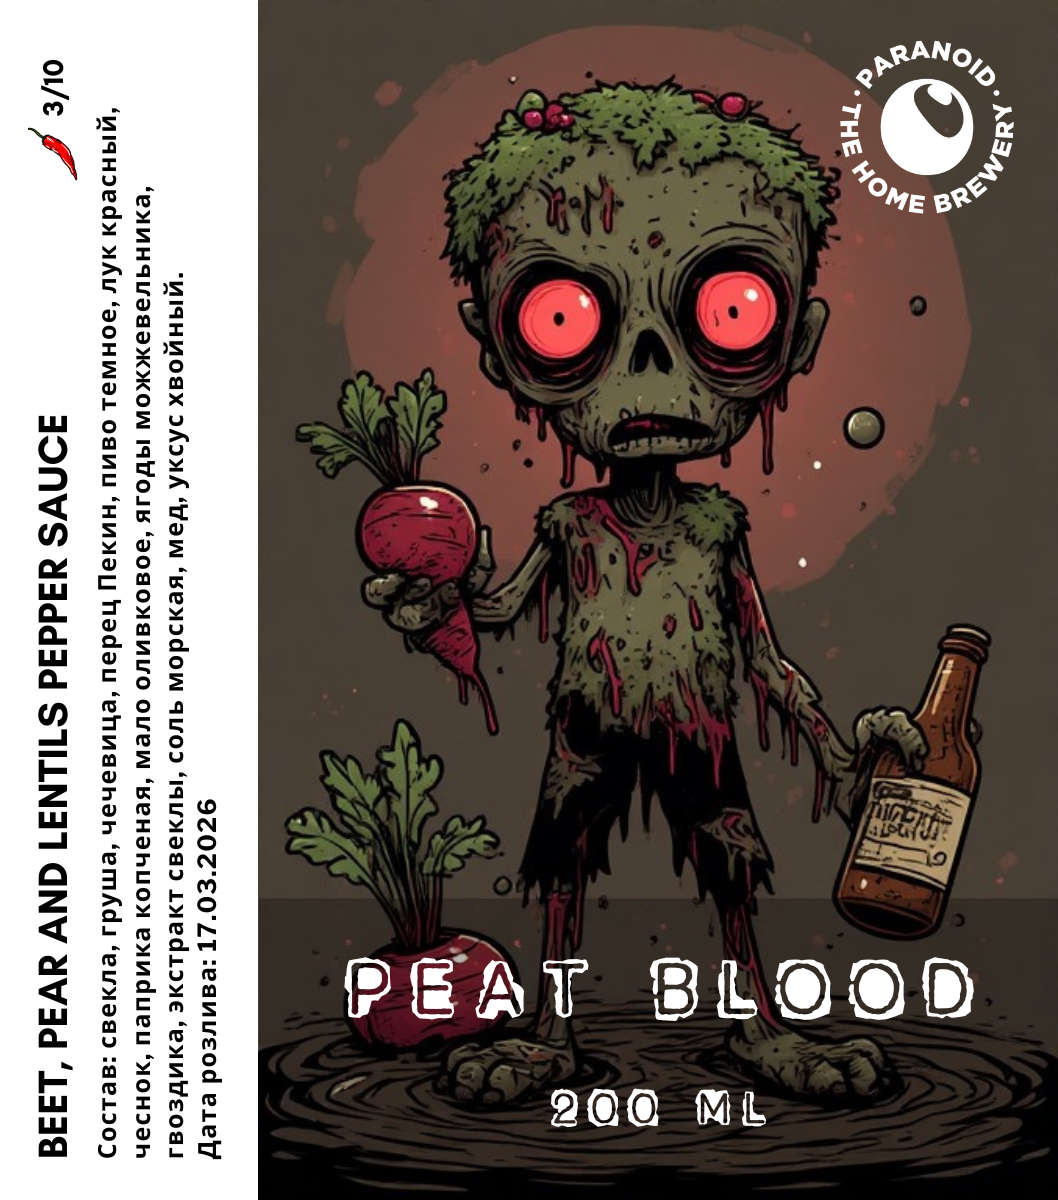 BEET, PEAR AND LENTILS PEPPER SAUCE
3/10
Состав: свекла, груша, чечевица, перец Пекин, пиво темное, лук красный,
чеснок, паприка копченая, мало оливковое, ягоды можжевельника,
гвоздика, экстракт свеклы, соль морская, мед, уксус хвойный.
Дата розлива: 17.03.2026
· PARANOID ·
THE HOME BREWERY
PEAT BLOOD
200 ML